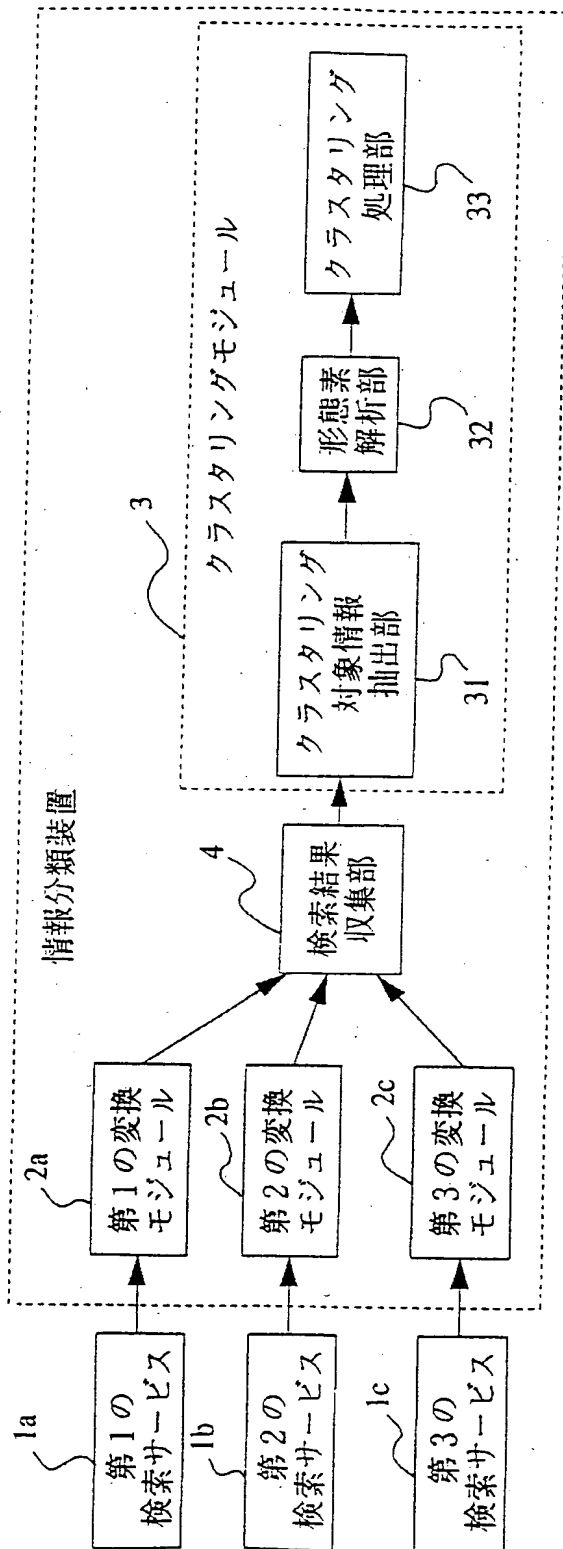 情報分類装置
1a
第1の
検索サービス
2a
第1の変換
モジュール
1b
第2の
検索サービス
2b
第2の変換
モジュール
1c
第3の
検索サービス
2c
第3の変換
モジュール
4
検索結果
収集部
3
クラスタリングモジュール
クラスタリング
対象情報
抽出部
31
形態素
解析部
32
クラスタリング
処理部
33